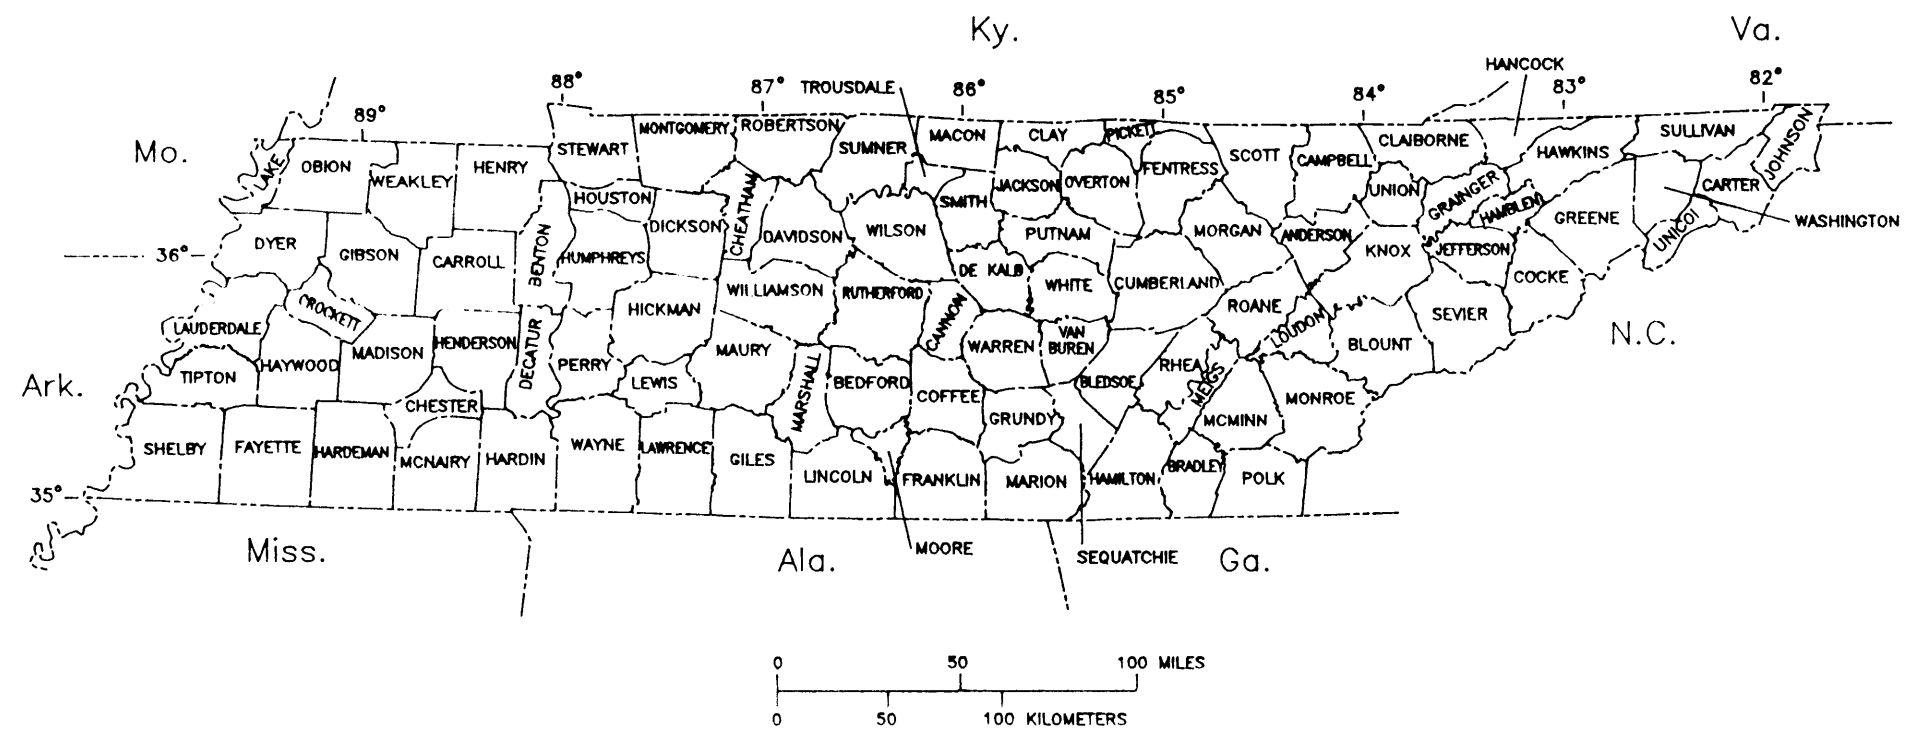 Ky.
Va.
HANCOCK
88°
87°
TROUSDALE
86°
85°
84°
83°
82°
89°
Mo.
LAKE
OBION
WEAKLEY
HENRY
STEWART
MONTGOMERY
ROBERTSON
SUMNER
MACON
CLAY
PICKETT
FENTRESS
SCOTT
CAMPBELL
CLAIBORNE
HAWKINS
SULLIVAN
JOHNSON
HOUSTON
DICKSON
CHEATHAM
SMITH
JACKSON
OVERTON
UNION
GRAINGER
HAMBLEN
GREENE
CARTER
WASHINGTON
UNICOI
DYER
GIBSON
CARROLL
BENTON
HUMPHREYS
DAVIDSON
WILSON
PUTNAM
MORGAN
ANDERSON
KNOX
JEFFERSON
COCKE
36°
CROCKETT
HICKMAN
WILLIAMSON
RUTHERFORD
CANNON
DE KALB
WHITE
CUMBERLAND
ROANE
LOUDON
SEVIER
N.C.
LAUDERDALE
HAYWOOD
MADISON
HENDERSON
DECATUR
PERRY
LEWIS
MAURY
MARSHALL
BEDFORD
WARREN
VAN
BUREN
BLEDSOE
RHEA
MEIGS
BLOUNT
Ark.
TIPTON
CHESTER
COFFEE
GRUNDY
MCMINN
MONROE
SHELBY
FAYETTE
HARDEMAN
MCNAIRY
HARDIN
WAYNE
LAWRENCE
GILES
LINCOLN
FRANKLIN
MARION
HAMILTON
BRADLEY
POLK
35°
Miss.
Ala.
MOORE
SEQUATCHIE
Ga.
0 50 100 MILES
0 50 100 KILOMETERS